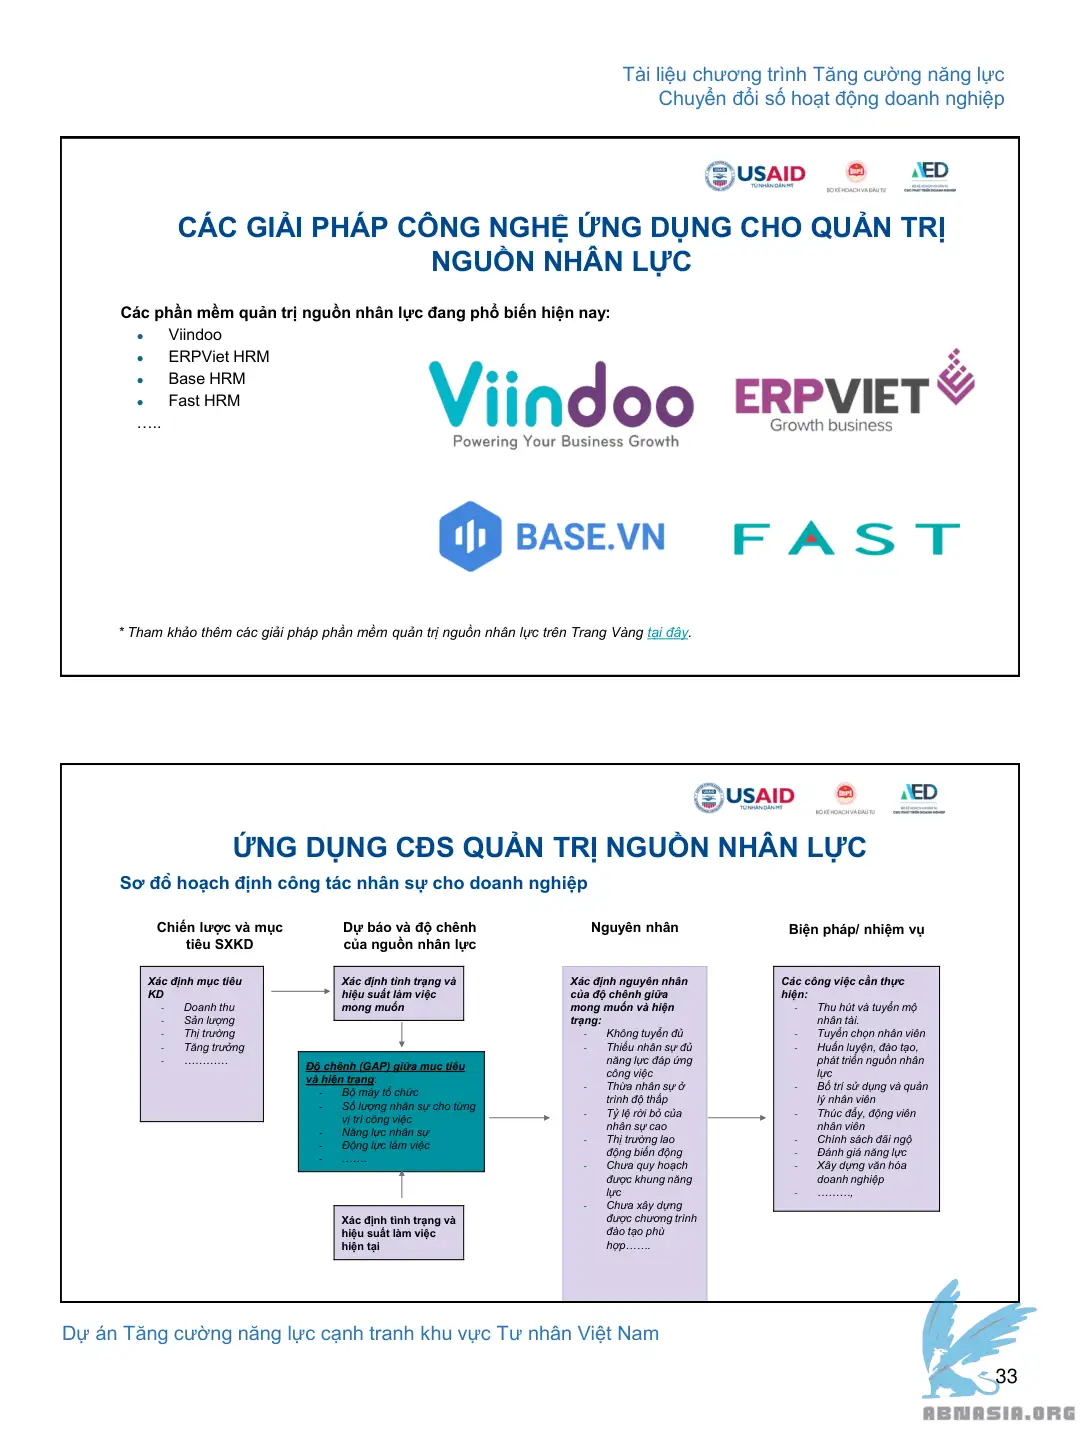 Tài liệu chương trình Tăng cường năng lực
Chuyển đổi số hoạt động doanh nghiệp
USAID
TỪ NHÂN DÂN MỸ
BỘ KẾ HOẠCH VÀ ĐẦU TƯ
AED
CỤC PHÁT TRIỂN DOANH NGHIỆP
CÁC GIẢI PHÁP CÔNG NGHỆ ỨNG DỤNG CHO QUẢN TRỊ
NGUỒN NHÂN LỰC
Các phần mềm quản trị nguồn nhân lực đang phổ biến hiện nay:
● Viindoo
● ERPViet HRM
● Base HRM
● Fast HRM
…..
Viindoo
Powering Your Business Growth
ERPVIET
Growth business
BASE.VN
FAST
* Tham khảo thêm các giải pháp phần mềm quản trị nguồn nhân lực trên Trang Vàng tại đây.
USAID
TỪ NHÂN DÂN MỸ
BỘ KẾ HOẠCH VÀ ĐẦU TƯ
AED
CỤC PHÁT TRIỂN DOANH NGHIỆP
ỨNG DỤNG CĐS QUẢN TRỊ NGUỒN NHÂN LỰC
Sơ đồ hoạch định công tác nhân sự cho doanh nghiệp
Chiến lược và mục
tiêu SXKD
Xác định mục tiêu
KD
- Doanh thu
- Sản lượng
- Thị trường
- Tăng trưởng
- …………
Dự báo và độ chênh
của nguồn nhân lực
Xác định tình trạng và
hiệu suất làm việc
mong muốn
Độ chênh (GAP) giữa mục tiêu
và hiện trạng:
- Bộ máy tổ chức
- Số lượng nhân sự cho từng
vị trí công việc
- Năng lực nhân sự
- Động lực làm việc
- …….
Xác định tình trạng và
hiệu suất làm việc
hiện tại
Nguyên nhân
Xác định nguyên nhân
của độ chênh giữa
mong muốn và hiện
trạng:
- Không tuyển đủ
- Thiếu nhân sự đủ
năng lực đáp ứng
công việc
- Thừa nhân sự ở
trình độ thấp
- Tỷ lệ rời bỏ của
nhân sự cao
- Thị trường lao
động biến động
- Chưa quy hoạch
được khung năng
lực
- Chưa xây dựng
được chương trình
đào tạo phù
hợp…….
Biện pháp/ nhiệm vụ
Các công việc cần thực
hiện:
- Thu hút và tuyển mộ
nhân tài.
- Tuyển chọn nhân viên
- Huấn luyện, đào tạo,
phát triển nguồn nhân
lực
- Bố trí sử dụng và quản
lý nhân viên
- Thúc đẩy, động viên
nhân viên
- Chính sách đãi ngộ
- Đánh giá năng lực
- Xây dựng văn hóa
doanh nghiệp
- ………,
Dự án Tăng cường năng lực cạnh tranh khu vực Tư nhân Việt Nam
33
ABNASIA.ORG